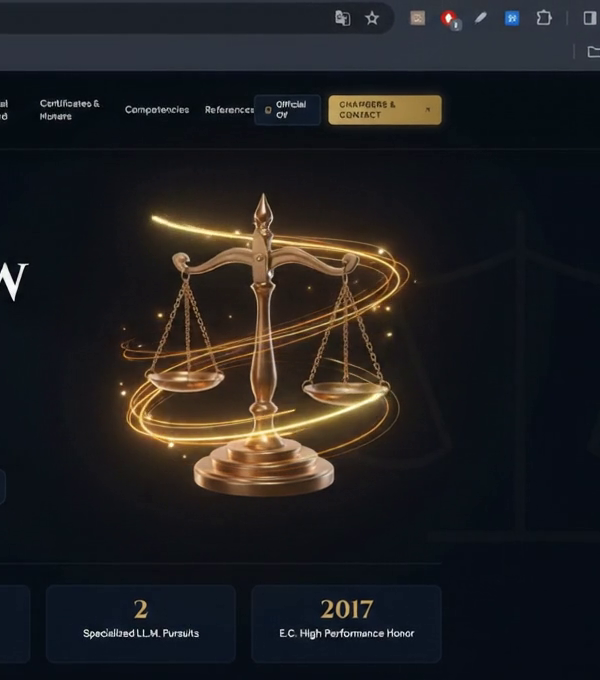 Certificates &
Honors
Competencies
References
Official
CV
CHAMBERS &
CONTACT
W
2
Specialized LL.M. Pursuits
2017
E.C. High Performance Honor